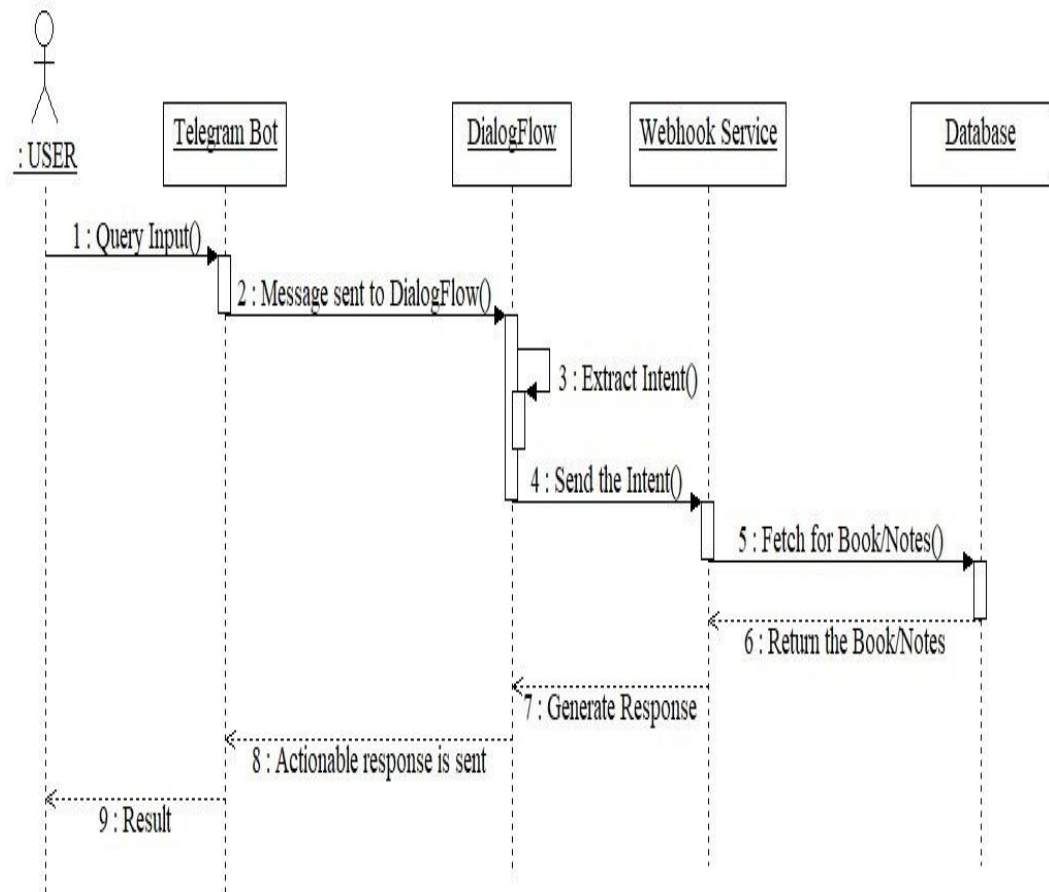 : USER
Telegram Bot
DialogFlow
Webhook Service
Database
1 : Query Input()
2 : Message sent to DialogFlow()
3 : Extract Intent()
4 : Send the Intent()
5 : Fetch for Book/Notes()
6 : Return the Book/Notes
7 : Generate Response
8 : Actionable response is sent
9 : Result